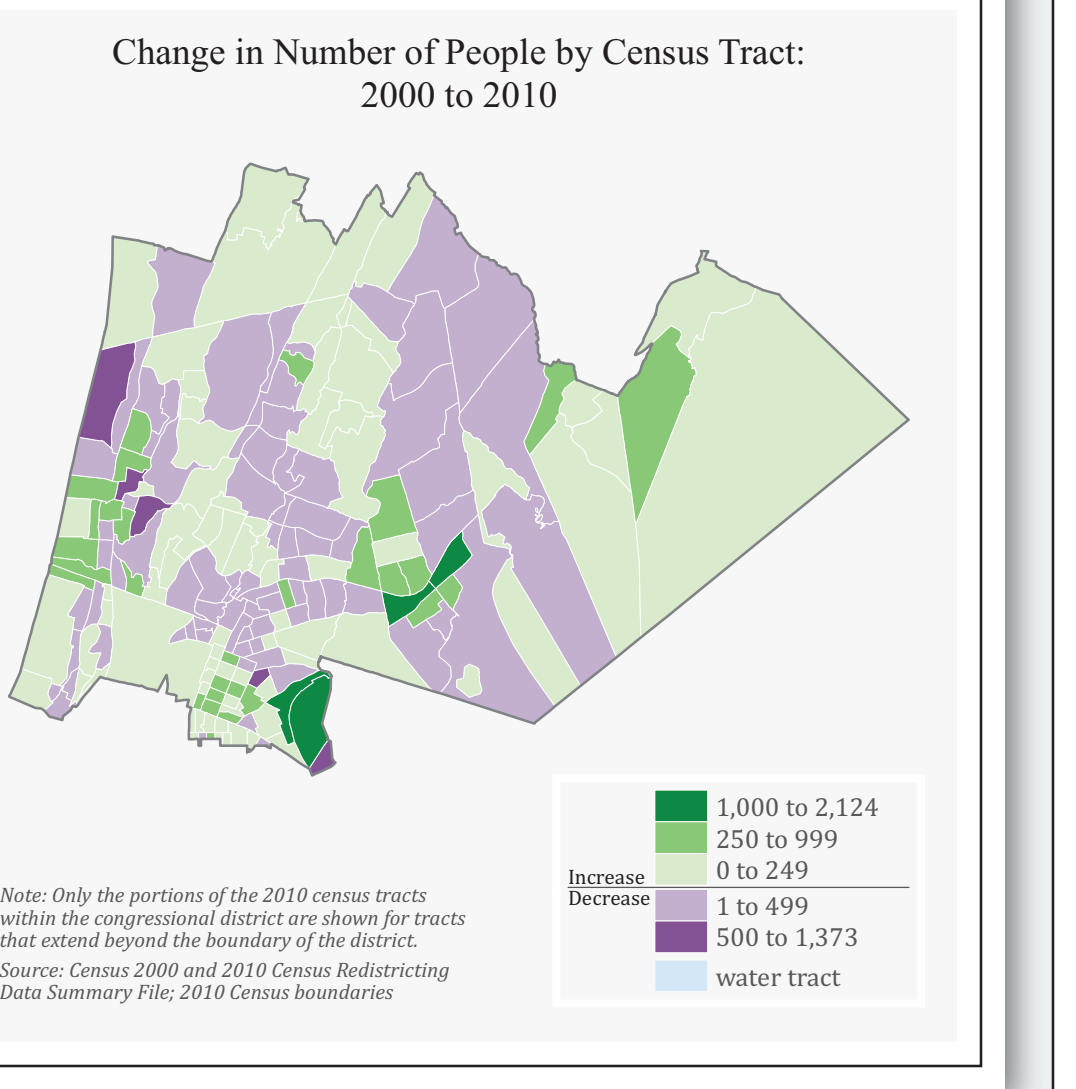 Change in Number of People by Census Tract:
2000 to 2010
1,000 to 2,124
250 to 999
0 to 249
Increase
Decrease
1 to 499
500 to 1,373
water tract
Note: Only the portions of the 2010 census tracts
within the congressional district are shown for tracts
that extend beyond the boundary of the district.
Source: Census 2000 and 2010 Census Redistricting
Data Summary File; 2010 Census boundaries